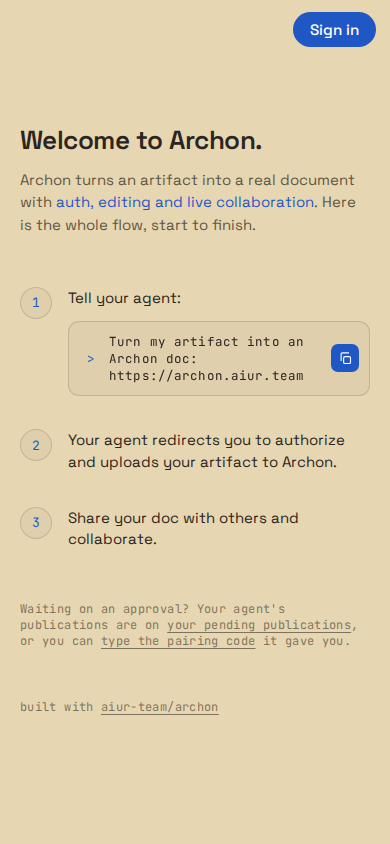 Sign in
Welcome to Archon.
Archon turns an artifact into a real document
with auth, editing and live collaboration. Here
is the whole flow, start to finish.
1
Tell your agent:
> Turn my artifact into an
Archon doc:
https://archon.aiur.team
2
Your agent redirects you to authorize
and uploads your artifact to Archon.
3
Share your doc with others and
collaborate.
Waiting on an approval? Your agent's
publications are on your pending publications,
or you can type the pairing code it gave you.
built with aiur-team/archon